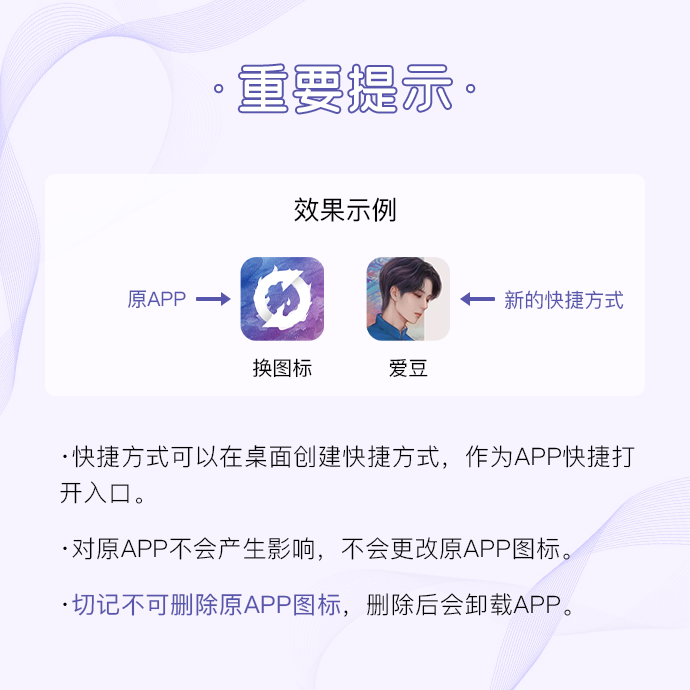 ·重要提示·
效果示例
原APP
新的快捷方式
换图标
爱豆
·快捷方式可以在桌面创建快捷方式，作为APP快捷打
开入口。
·对原APP不会产生影响，不会更改原APP图标。
·切记不可删除原APP图标，删除后会卸载APP。